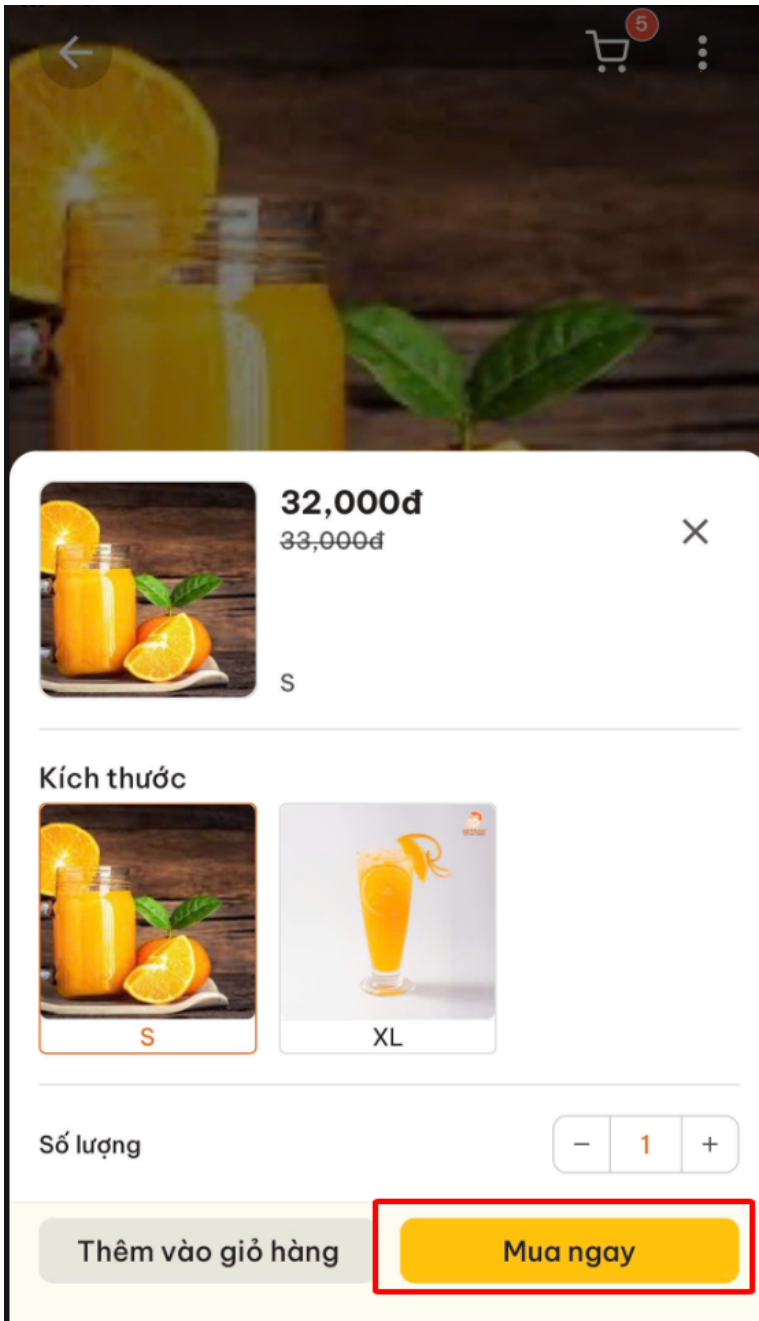 5
32,000đ
33,000đ
S
Kích thước
S
XL
Số lượng
− 1 +
Thêm vào giỏ hàng
Mua ngay